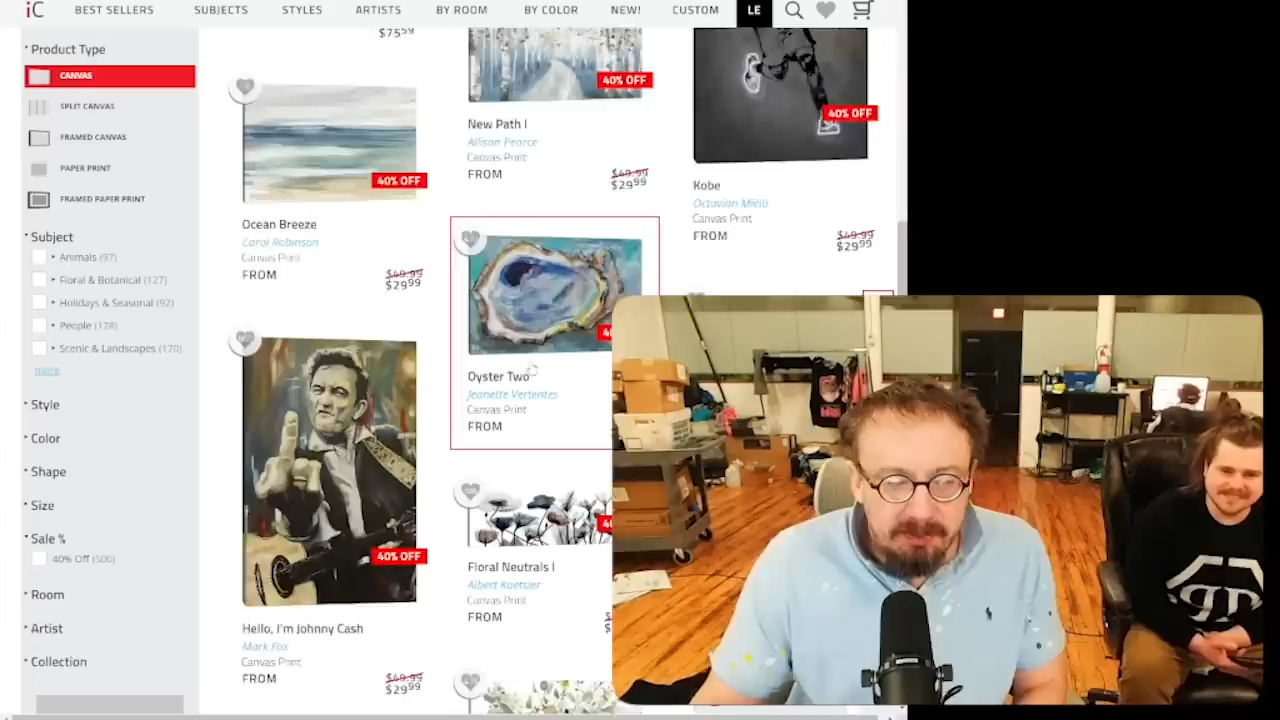 iC BEST SELLERS SUBJECTS STYLES ARTISTS BY ROOM BY COLOR NEW! CUSTOM LE
Product Type
CANVAS
SPLIT CANVAS
FRAMED CANVAS
PAPER PRINT
FRAMED PAPER PRINT
Subject
Animals (97)
Floral & Botanical (127)
Holidays & Seasonal (92)
People (128)
Scenic & Landscapes (170)
more
Style
Color
Shape
Size
Sale %
40% Off (500)
Room
Artist
Collection
$75.59
40% OFF
Ocean Breeze
Carol Robinson
Canvas Print
FROM
$49.99
$29.99
40% OFF
Hello, I'm Johnny Cash
Mark Fox
Canvas Print
FROM
$49.99
$29.99
40% OFF
New Path I
Allison Pearce
Canvas Print
FROM
$49.99
$29.99
Oyster Two
Jeanette Vertentes
Canvas Print
FROM
Floral Neutrals I
Albert Koetsier
Canvas Print
FROM
40% OFF
Kobe
Canvas Print
FROM
$49.99
$29.99